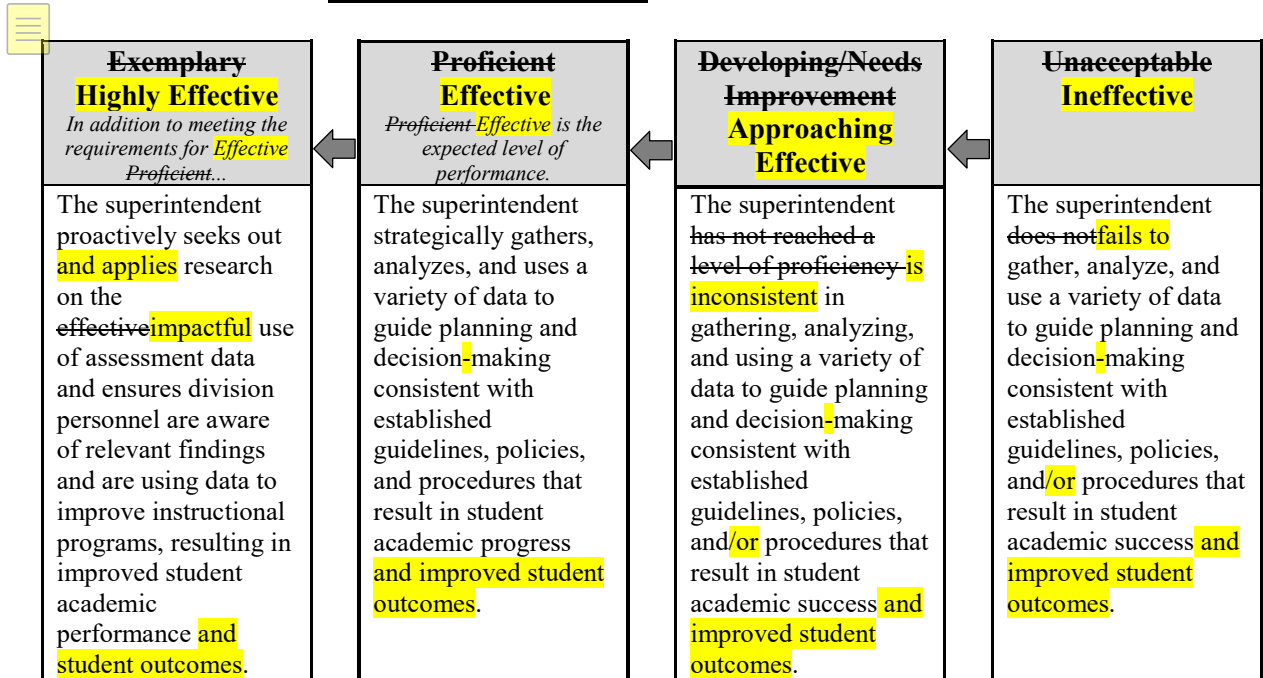 Exemplary
Highly Effective
In addition to meeting the
requirements for Effective
Proficient...
The superintendent
proactively seeks out
and applies research
on the
effectiveimpactful use
of assessment data
and ensures division
personnel are aware
of relevant findings
and are using data to
improve instructional
programs, resulting in
improved student
academic
performance and
student outcomes.
Proficient
Effective
Proficient Effective is the
expected level of
performance.
The superintendent
strategically gathers,
analyzes, and uses a
variety of data to
guide planning and
decision-making
consistent with
established
guidelines, policies,
and procedures that
result in student
academic progress
and improved student
outcomes.
Developing/Needs
Improvement
Approaching
Effective
The superintendent
has not reached a
level of proficiency is
inconsistent in
gathering, analyzing,
and using a variety of
data to guide planning
and decision-making
consistent with
established
guidelines, policies,
and/or procedures that
result in student
academic success and
improved student
outcomes.
Unacceptable
Ineffective
The superintendent
does notfails to
gather, analyze, and
use a variety of data
to guide planning and
decision-making
consistent with
established
guidelines, policies,
and/or procedures that
result in student
academic success and
improved student
outcomes.